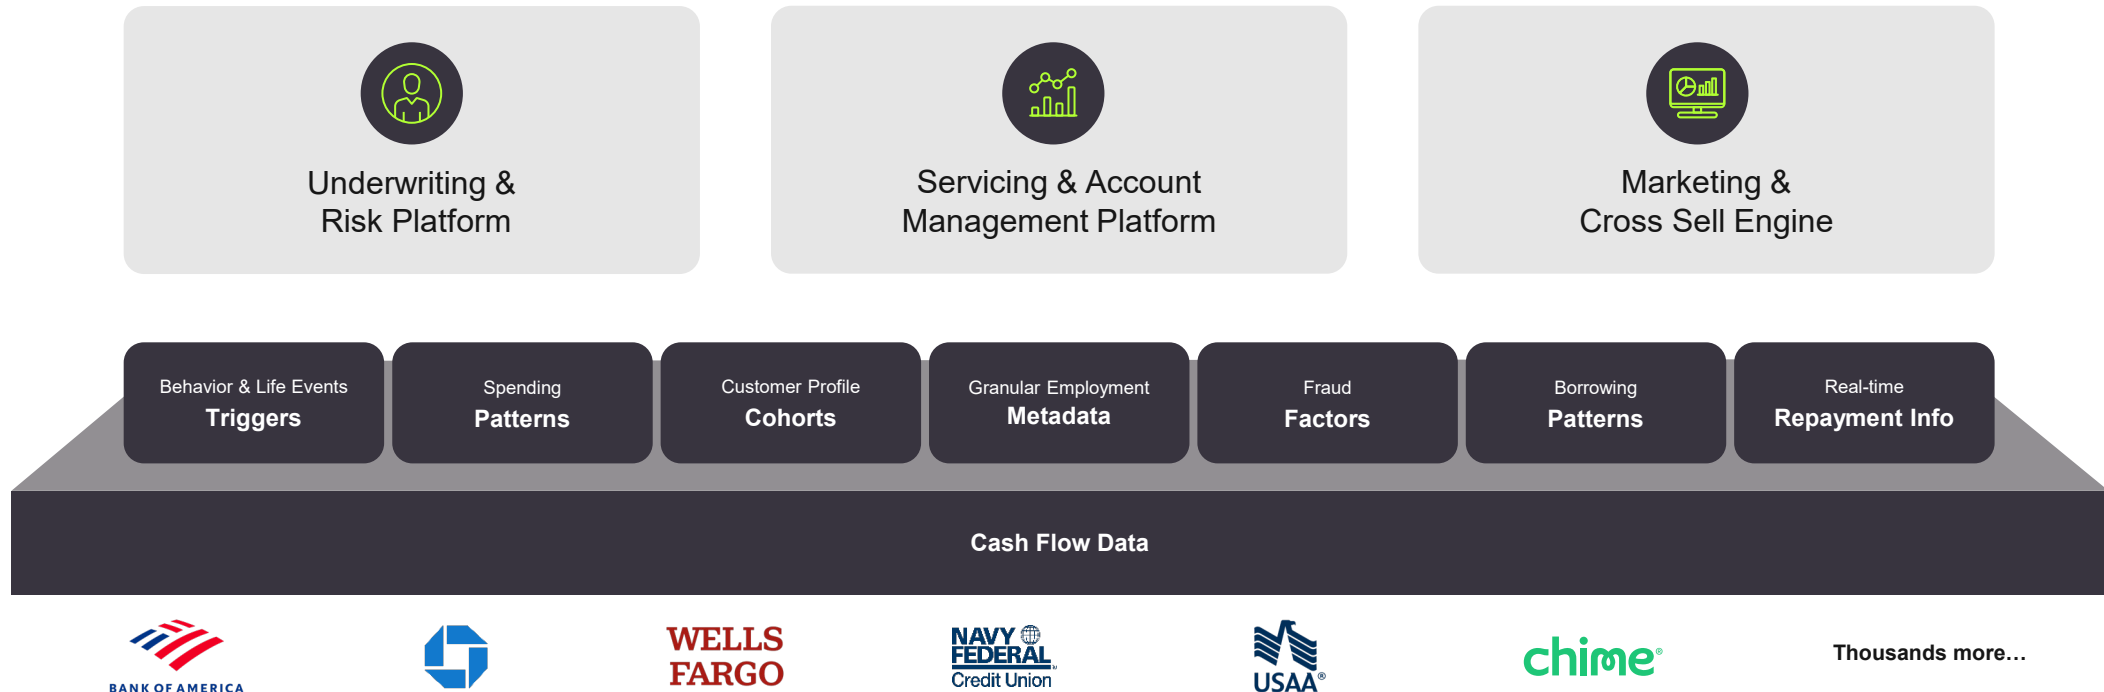 Underwriting &
Risk Platform
Servicing & Account
Management Platform
Marketing &
Cross Sell Engine
Behavior & Life Events
Triggers
Spending
Patterns
Customer Profile
Cohorts
Granular Employment
Metadata
Fraud
Factors
Borrowing
Patterns
Real-time
Repayment Info
Cash Flow Data
BANK OF AMERICA
WELLS
FARGO
NAVY
FEDERAL
Credit Union
USAA®
chime®
Thousands more...